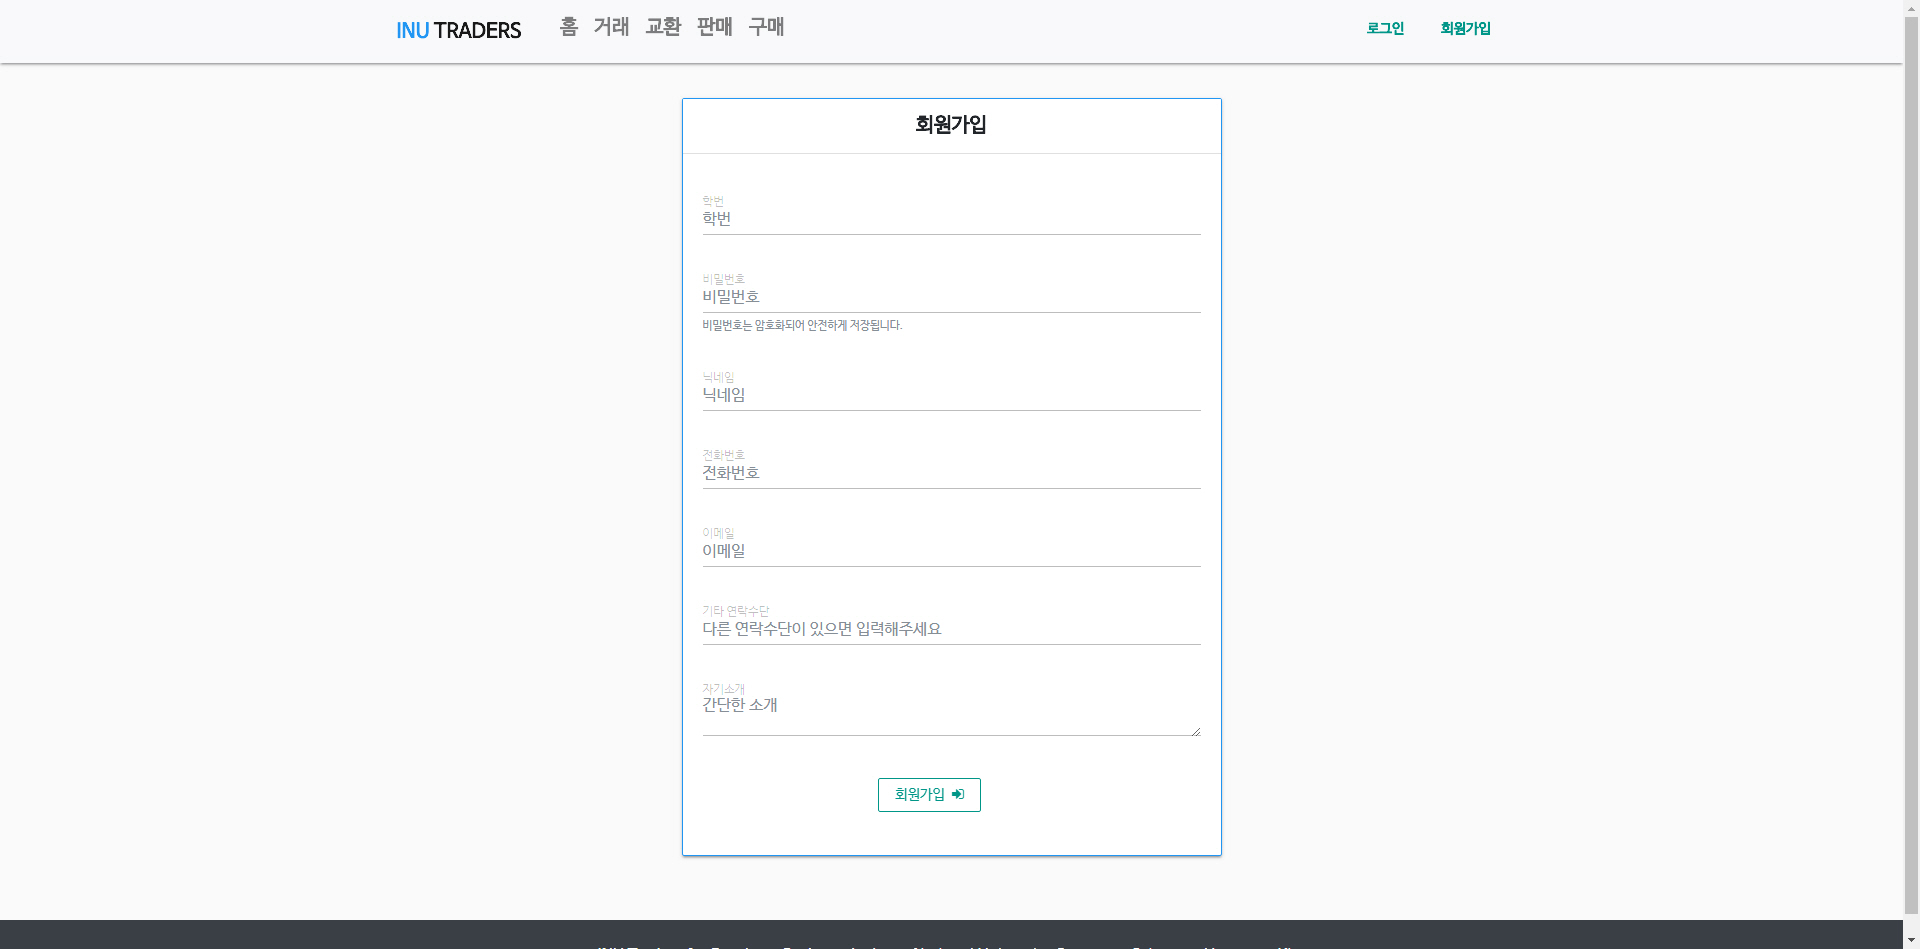 INU TRADERS 홈 거래 교환 판매 구매 로그인 회원가입
회원가입
학번
학번
비밀번호
비밀번호
비밀번호는 암호화되어 안전하게 저장됩니다.
닉네임
닉네임
전화번호
전화번호
이메일
이메일
기타 연락수단
다른 연락수단이 있으면 입력해주세요
자기소개
간단한 소개
회원가입